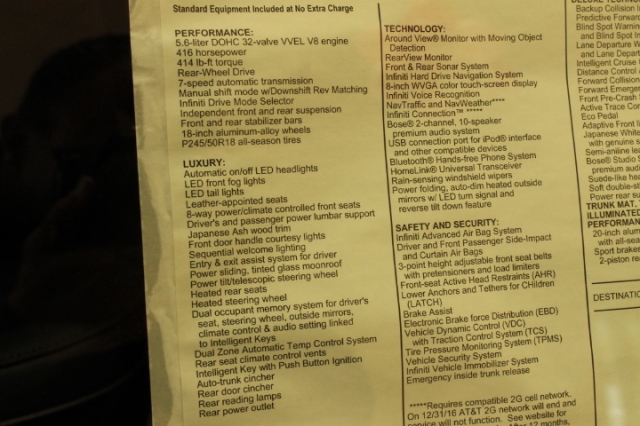 Standard Equipment Included at No Extra Charge
PERFORMANCE:
5.6-liter DOHC 32-valve VVEL V8 engine
416 horsepower
414 lb-ft torque
Rear-Wheel Drive
7-speed automatic transmission
Manual shift mode w/Downshift Rev Matching
Infiniti Drive Mode Selector
Independent front and rear suspension
Front and rear stabilizer bars
18-inch aluminum-alloy wheels
P245/50R18 all-season tires
LUXURY:
Automatic on/off LED headlights
LED front fog lights
LED tail lights
Leather-appointed seats
8-way power/climate controlled front seats
Driver's and passenger power lumbar support
Japanese Ash wood trim
Front door handle courtesy lights
Sequential welcome lighting
Entry & exit assist system for driver
Power sliding, tinted glass moonroof
Power tilt/telescopic steering wheel
Heated rear seats
Heated steering wheel
Dual occupant memory system for driver's
seat, steering wheel, outside mirrors,
climate control & audio setting linked
to Intelligent Keys
Dual Zone Automatic Temp Control System
Rear seat climate control vents
Intelligent Key with Push Button Ignition
Auto-trunk cincher
Rear door cincher
Rear reading lamps
Rear power outlet
TECHNOLOGY:
Around View® Monitor with Moving Object
Detection
RearView Monitor
Front & Rear Sonar System
Infiniti Hard Drive Navigation System
8-inch WVGA color touch-screen display
Infiniti Voice Recognition
NavTraffic and NavWeather****
Infiniti Connection™ *****
Bose® 2-channel, 10-speaker
premium audio system
USB connection port for iPod® interface
and other compatible devices
Bluetooth® Hands-free Phone System
HomeLink® Universal Transceiver
Rain-sensing windshield wipers
Power folding, auto-dim heated outside
mirrors w/ LED turn signal and
reverse tilt down feature
SAFETY AND SECURITY:
Infiniti Advanced Air Bag System
Driver and Front Passenger Side-Impact
and Curtain Air Bags
3-point height adjustable front seat belts
with pretensioners and load limiters
Front-seat Active Head Restraints (AHR)
Lower Anchors and Tethers for CHildren
(LATCH)
Brake Assist
Electronic Brake force Distribution (EBD)
Vehicle Dynamic Control (VDC)
with Traction Control System (TCS)
Tire Pressure Monitoring System (TPMS)
Vehicle Security System
Infiniti Vehicle Immobilizer System
Emergency inside trunk release
*****Requires compatible 2G cell network.
On 12/31/16 AT&T 2G network will end and
service will not function. See website for
After 12 months,
Backup Collision
Predictive Forward
Blind Spot Warning
and Blind Spot
Lane Departure
and Lane Depart
Intelligent Cruise
Distance Control
Forward Collision
Forward Emergen
Front Pre-Crash
Active Trace Con
Eco Pedal
Adaptive Front
Japanese White
with genuine
Semi-aniline
Bose® Studio
premium audi
Suede-like
Soft double-
Power rear su
TRUNK MAT,
ILLUMINATED
PERFORMAN
20-inch alum
with all-sea
Sport brakes
2-piston
DESTINATIO